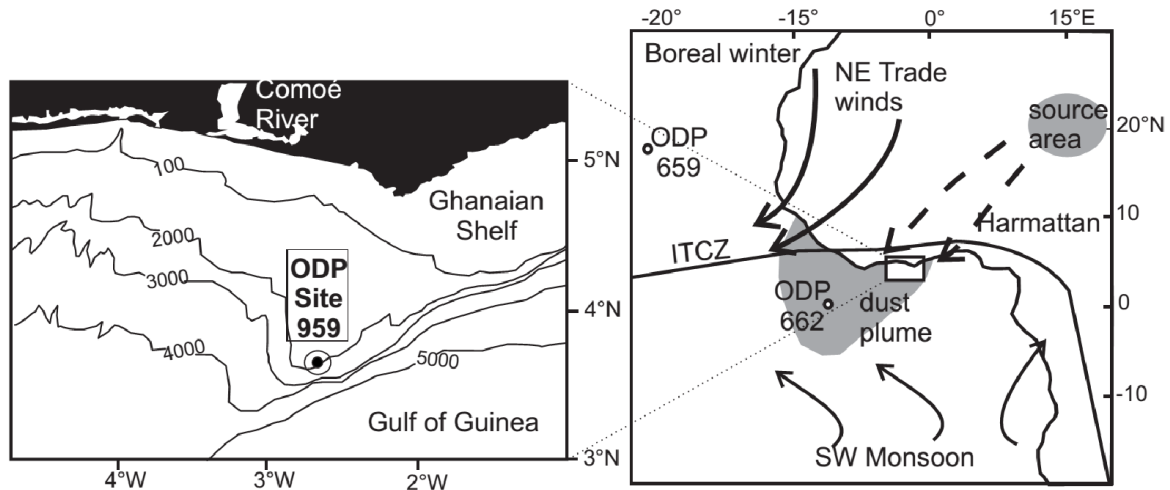 Comoé
River
100
2000
3000
4000
5000
Ghanaian
Shelf
ODP
Site
959
Gulf of Guinea
5°N
4°N
3°N
4°W
3°W
2°W
-20°
-15°
0°
15°E
Boreal winter
NE Trade
winds
source
area
20°N
ODP
659
10
Harmattan
ITCZ
ODP
662
dust
plume
0
-10
SW Monsoon